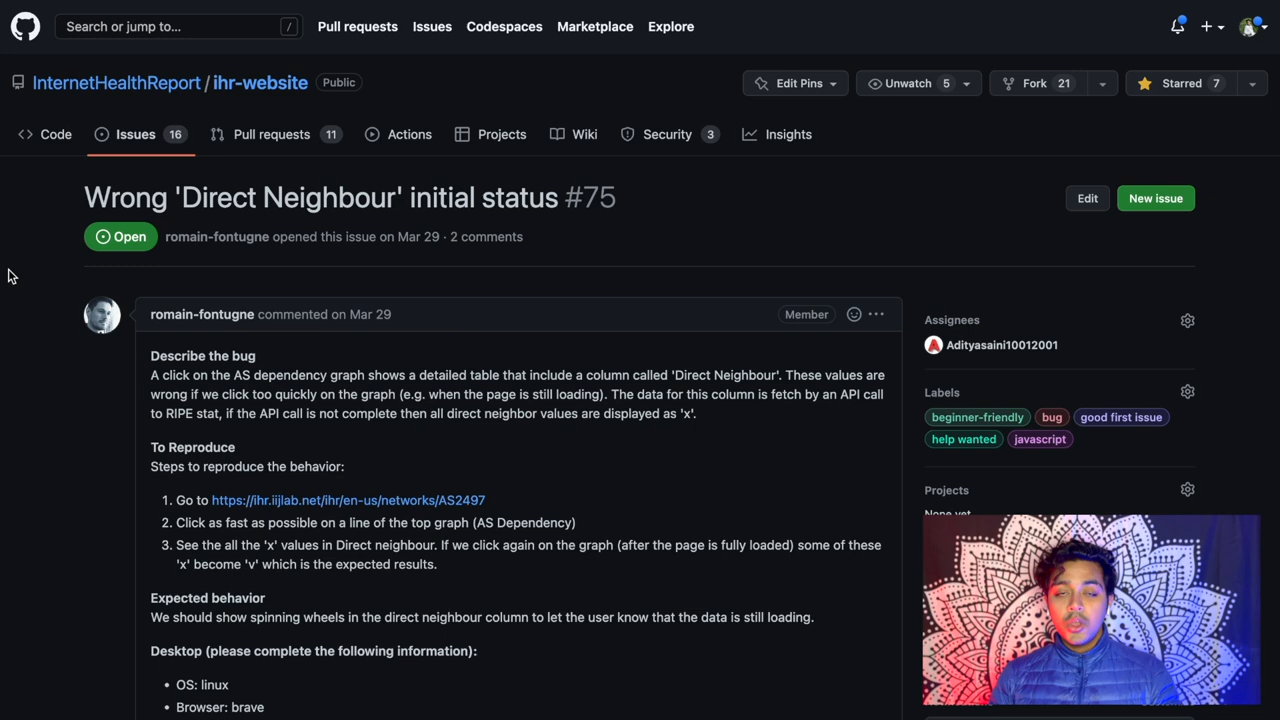 Search or jump to... /
Pull requests Issues Codespaces Marketplace Explore
InternetHealthReport / ihr-website Public
Edit Pins Unwatch 5 Fork 21 Starred 7
Code Issues 16 Pull requests 11 Actions Projects Wiki Security 3 Insights
Wrong 'Direct Neighbour' initial status #75
Edit New issue
Open romain-fontugne opened this issue on Mar 29 · 2 comments
romain-fontugne commented on Mar 29 Member
Describe the bug
A click on the AS dependency graph shows a detailed table that include a column called 'Direct Neighbour'. These values are
wrong if we click too quickly on the graph (e.g. when the page is still loading). The data for this column is fetch by an API call
to RIPE stat, if the API call is not complete then all direct neighbor values are displayed as 'x'.
To Reproduce
Steps to reproduce the behavior:
1. Go to https://ihr.iijlab.net/ihr/en-us/networks/AS2497
2. Click as fast as possible on a line of the top graph (AS Dependency)
3. See the all the 'x' values in Direct neighbour. If we click again on the graph (after the page is fully loaded) some of these
'x' become 'v' which is the expected results.
Expected behavior
We should show spinning wheels in the direct neighbour column to let the user know that the data is still loading.
Desktop (please complete the following information):
• OS: linux
• Browser: brave
Assignees
Adityasaini10012001
Labels
beginner-friendly bug good first issue
help wanted javascript
Projects
None yet